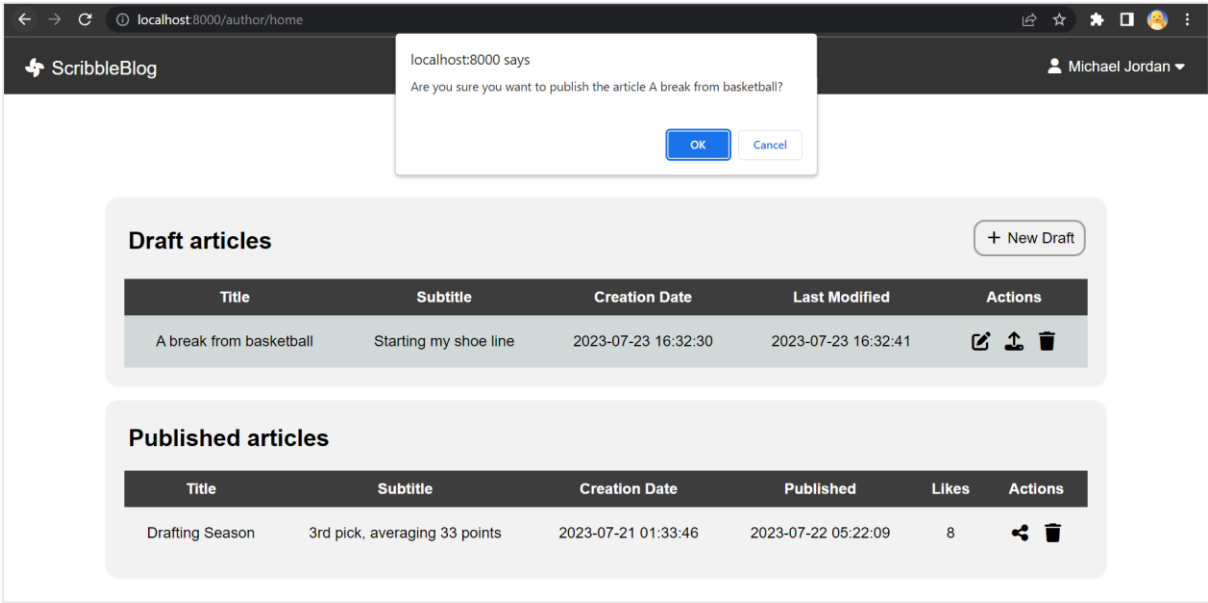 localhost:8000/author/home
ScribbleBlog
Michael Jordan
localhost:8000 says
Are you sure you want to publish the article A break from basketball?
OK Cancel
Draft articles
+ New Draft
Title Subtitle Creation Date Last Modified Actions
A break from basketball Starting my shoe line 2023-07-23 16:32:30 2023-07-23 16:32:41
Published articles
Title Subtitle Creation Date Published Likes Actions
Drafting Season 3rd pick, averaging 33 points 2023-07-21 01:33:46 2023-07-22 05:22:09 8